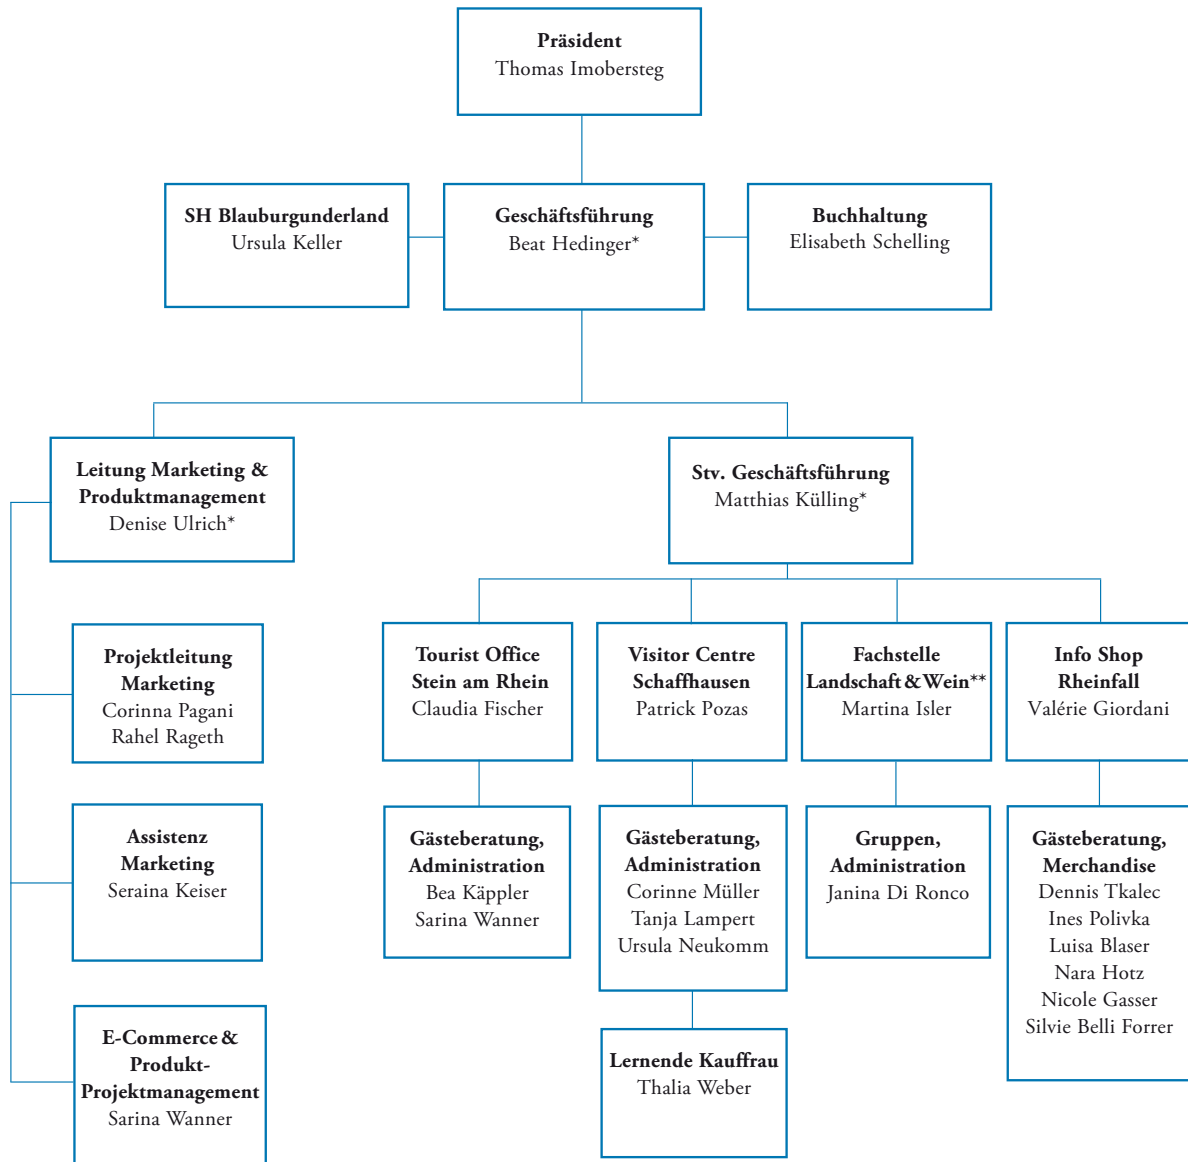 Präsident
Thomas Imobersteg
SH Blauburgunderland
Ursula Keller
Geschäftsführung
Beat Hedinger*
Buchhaltung
Elisabeth Schelling
Leitung Marketing &
Produktmanagement
Denise Ulrich*
Stv. Geschäftsführung
Matthias Külling*
Projektleitung
Marketing
Corinna Pagani
Rahel Rageth
Assistenz
Marketing
Seraina Keiser
E-Commerce &
Produkt-
Projektmanagement
Sarina Wanner
Tourist Office
Stein am Rhein
Claudia Fischer
Gästeberatung,
Administration
Bea Käppler
Sarina Wanner
Visitor Centre
Schaffhausen
Patrick Pozas
Gästeberatung,
Administration
Corinne Müller
Tanja Lampert
Ursula Neukomm
Lernende Kauffrau
Thalia Weber
Fachstelle
Landschaft & Wein**
Martina Isler
Gruppen,
Administration
Janina Di Ronco
Info Shop
Rheinfall
Valérie Giordani
Gästeberatung,
Merchandise
Dennis Tkalec
Ines Polivka
Luisa Blaser
Nara Hotz
Nicole Gasser
Silvie Belli Forrer